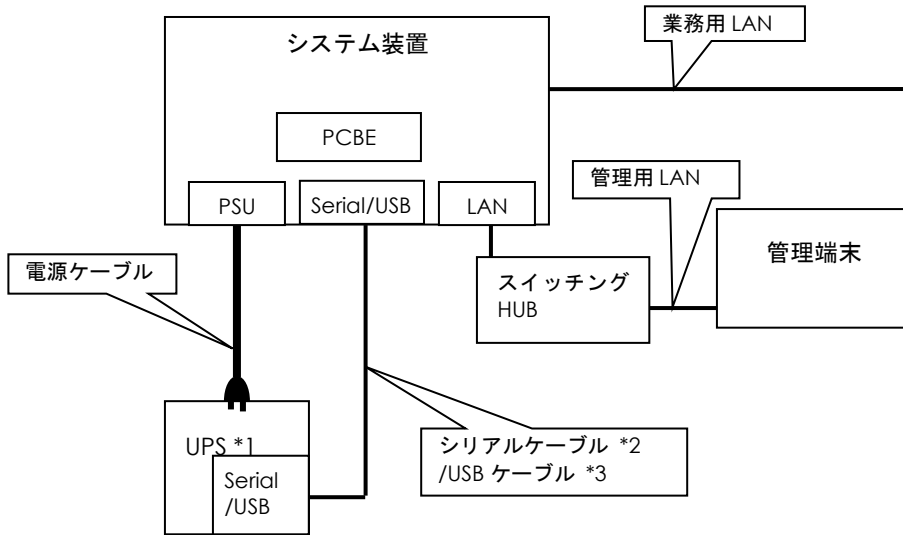 システム装置
業務用 LAN
PCBE
管理用 LAN
PSU
Serial/USB
LAN
管理端末
電源ケーブル
スイッチング
HUB
UPS *1
シリアルケーブル *2
/USB ケーブル *3
Serial
/USB